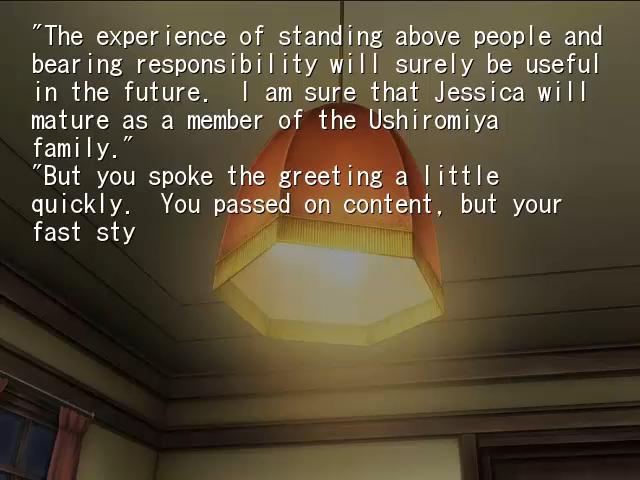 "The experience of standing above people and
bearing responsibility will surely be useful
in the future.  I am sure that Jessica will
mature as a member of the Ushiromiya
family."
"But you spoke the greeting a little
quickly.  You passed on content, but your
fast sty